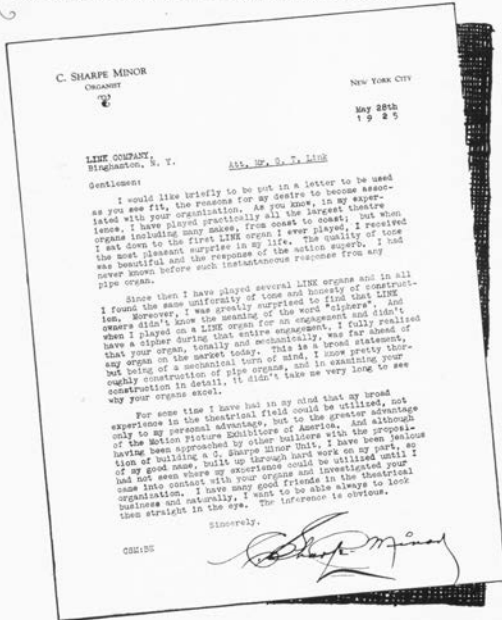 C. SHARPE MINOR
ORGANIST
NEW YORK CITY
May 28th
1 9 2 5
LINK COMPANY,
Binghamton, N. Y.
Att. Mr. G. T. Link
Gentlemen:
I would like briefly to be put in a letter to be used
as you see fit, the reasons for my desire to become assoc-
iated with your organization. As you know, in my exper-
ience, I have played practically all the largest theatre
organs including many makes, from coast to coast; but when
I sat down to the first LINK organ I ever played, I received
the most pleasant surprise in my life. The quality of tone
was beautiful and the response of the action superb. I had
never known before such instantaneous response from any
pipe organ.
Since then I have played several LINK organs and in all
I found the same uniformity of tone and honesty of construct-
ion. Moreover, I was greatly surprised to find that LINK
owners didn't know the meaning of the word "ciphers". And
when I played on a LINK organ for an engagement and didn't
have a cipher during that entire engagement, I fully realized
that your organ, tonally and mechanically, was far ahead of
any organ on the market today. This is a broad statement,
but being of a mechanical turn of mind, I know pretty thor-
oughly construction of pipe organs, and in examining your
construction in detail, it didn't take me very long to see
why your organs excel.
For some time I have had in my mind that my broad
experience in the theatrical field could be utilized, not
only to my personal advantage, but to the greater advantage
of the Motion Picture Exhibitors of America. And although
having been approached by other builders with the proposi-
tion of building a C. Sharpe Minor Unit, I have been jealous
of my good name, built up through hard work on my part, so
had not seen where my experience could be utilized until I
came into contact with your organs and investigated your
organization. I have many good friends in the theatrical
business and naturally, I want to be able always to look
them straight in the eye. The inference is obvious.
Sincerely,
C. Sharpe Minor